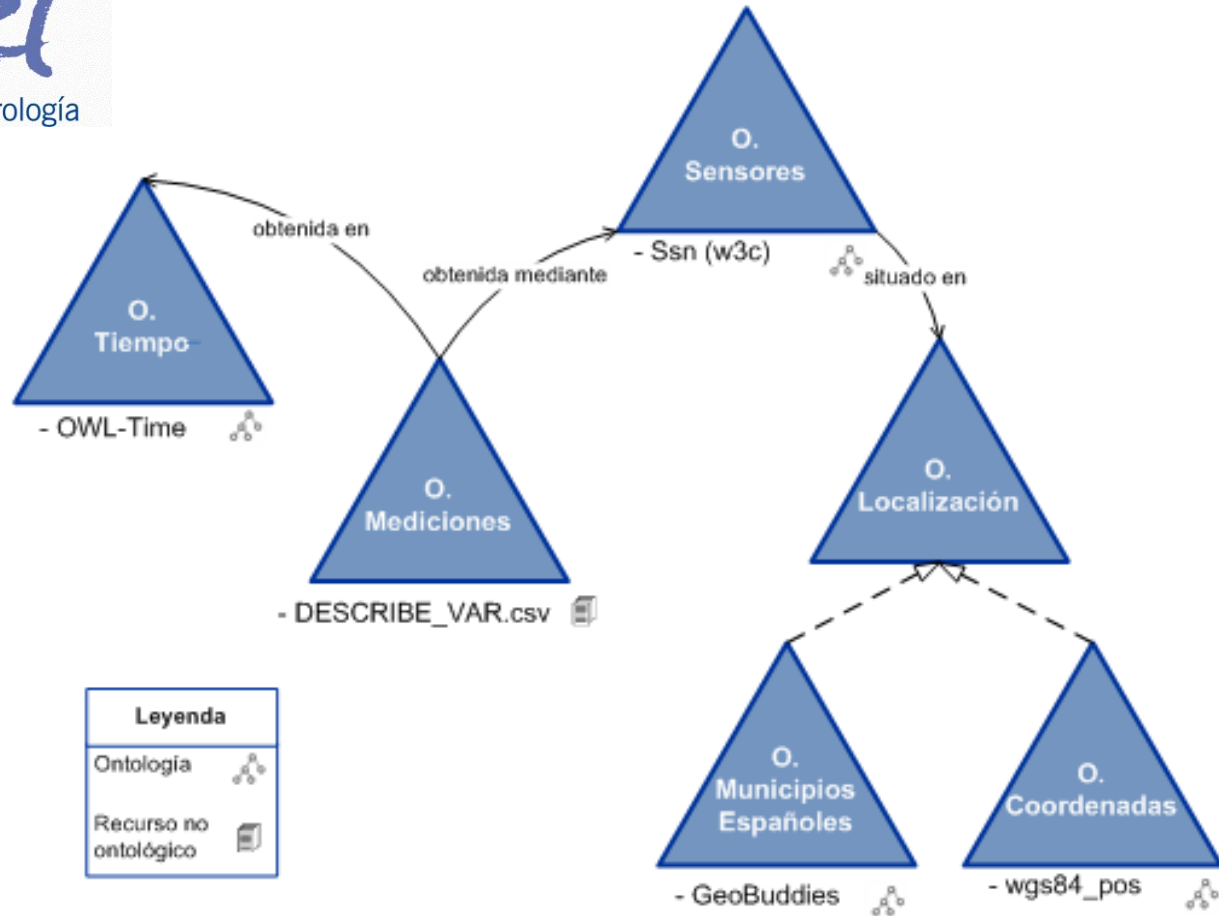 rología
O.
Sensores
- Ssn (w3c)
obtenida en
obtenida mediante
situado en
O.
Tiempo
- OWL-Time
O.
Mediciones
- DESCRIBE_VAR.csv
O.
Localización
Leyenda
Ontología
Recurso no
ontológico
O.
Municipios
Españoles
- GeoBuddies
O.
Coordenadas
- wgs84_pos